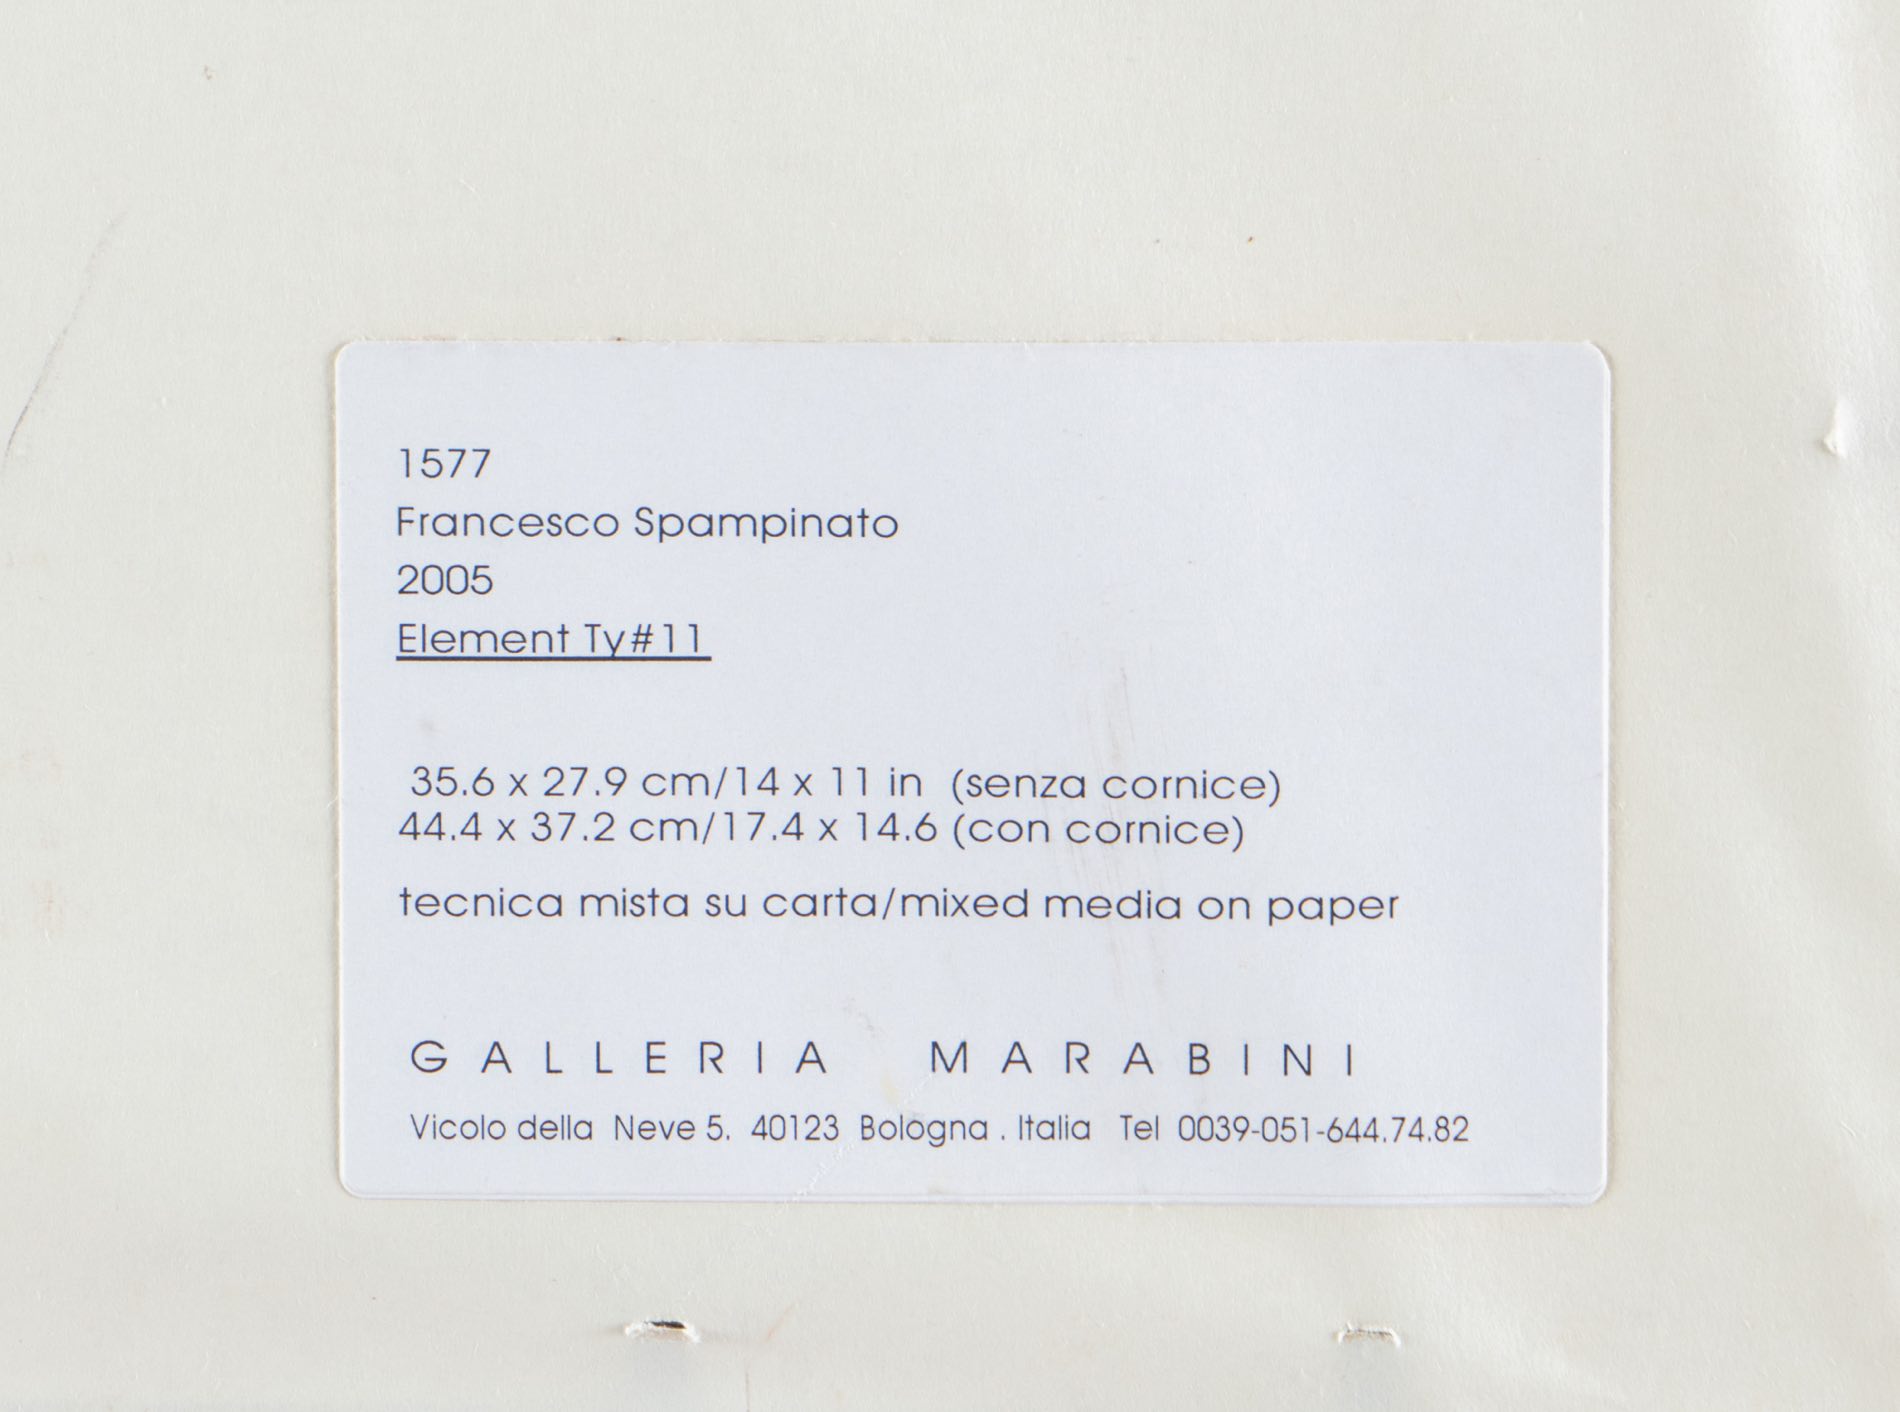 1577
Francesco Spampinato
2005
Element Ty#11
35.6 x 27.9 cm/14 x 11 in (senza cornice)
44.4 x 37.2 cm/17.4 x 14.6 (con cornice)
tecnica mista su carta/mixed media on paper
GALLERIA MARABINI
Vicolo della Neve 5. 40123 Bologna . Italia Tel 0039-051-644.74.82